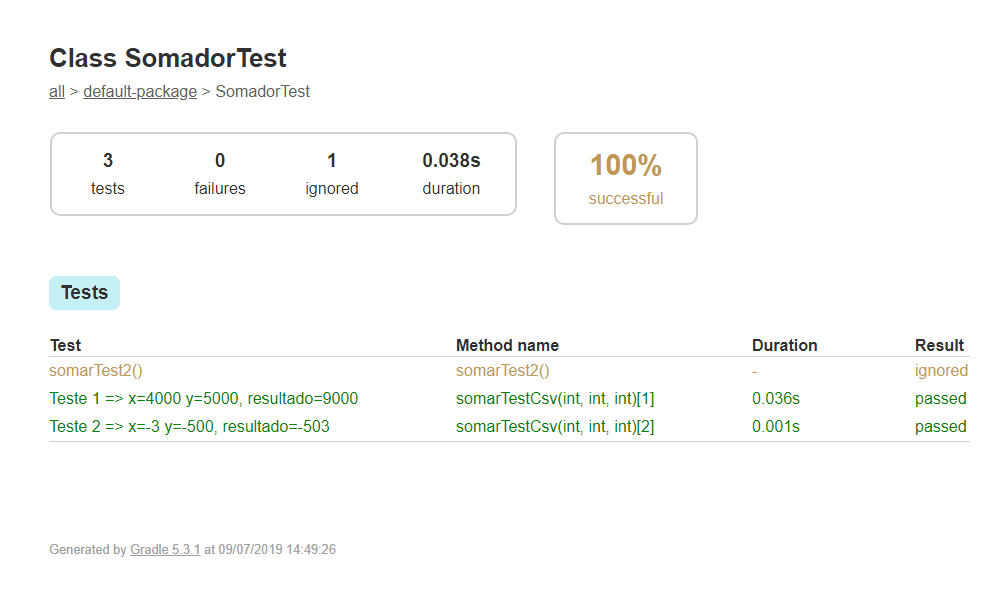 Class SomadorTest
all > default-package > SomadorTest
3 0 1 0.038s
tests failures ignored duration
100%
successful
Tests
Test Method name Duration Result
somarTest2() somarTest2() - ignored
Teste 1 => x=4000 y=5000, resultado=9000 somarTestCsv(int, int, int)[1] 0.036s passed
Teste 2 => x=-3 y=-500, resultado=-503 somarTestCsv(int, int, int)[2] 0.001s passed
Generated by Gradle 5.3.1 at 09/07/2019 14:49:26